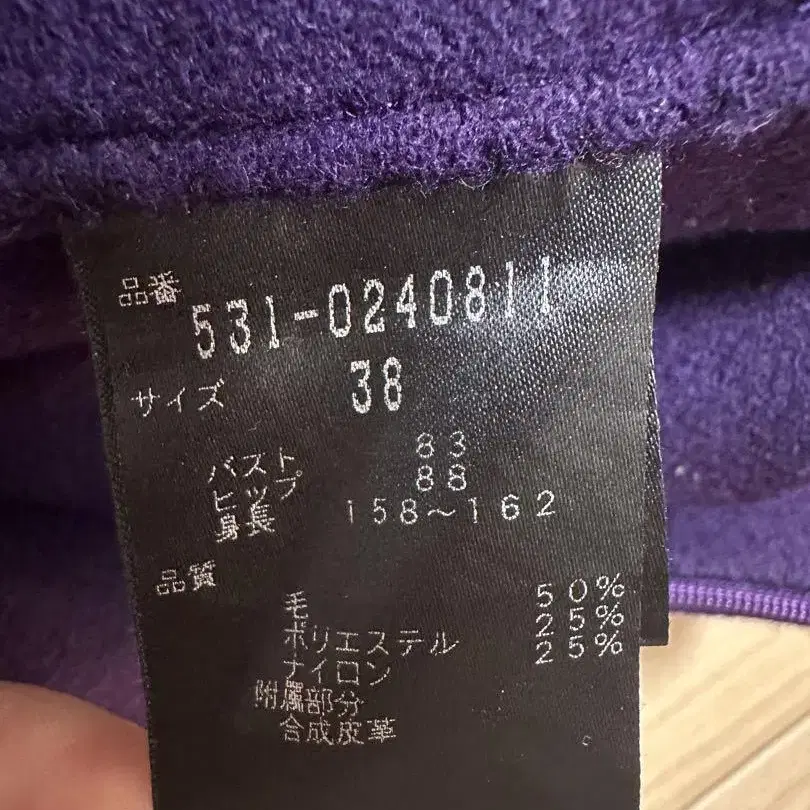 品番 531-0240811
サイズ 38
バスト 83
ヒップ 88
身長 158～162
品質
毛 50%
ポリエステル 25%
ナイロン 25%
附属部分
合成皮革